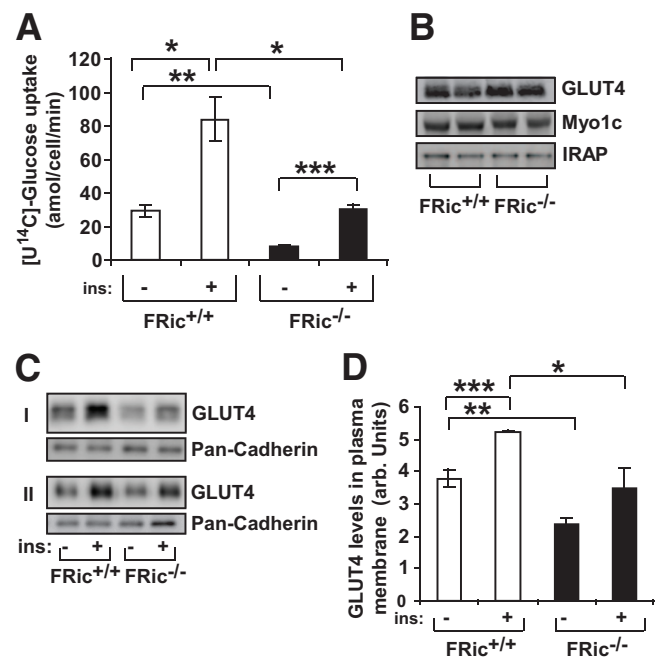 A
[U¹⁴C]-Glucose uptake
(amol/cell/min)
120
100
80
60
40
20
0
*
*
**
***
ins: - + - +
FRic+/+ FRic-/-
B
GLUT4
Myo1c
IRAP
FRic+/+ FRic-/-
C
I GLUT4
Pan-Cadherin
II GLUT4
Pan-Cadherin
ins: - + - +
FRic+/+ FRic-/-
D
GLUT4 levels in plasma
membrane (arb. Units)
6
5
4
3
2
1
0
*
***
**
ins: - + - +
FRic+/+ FRic-/-